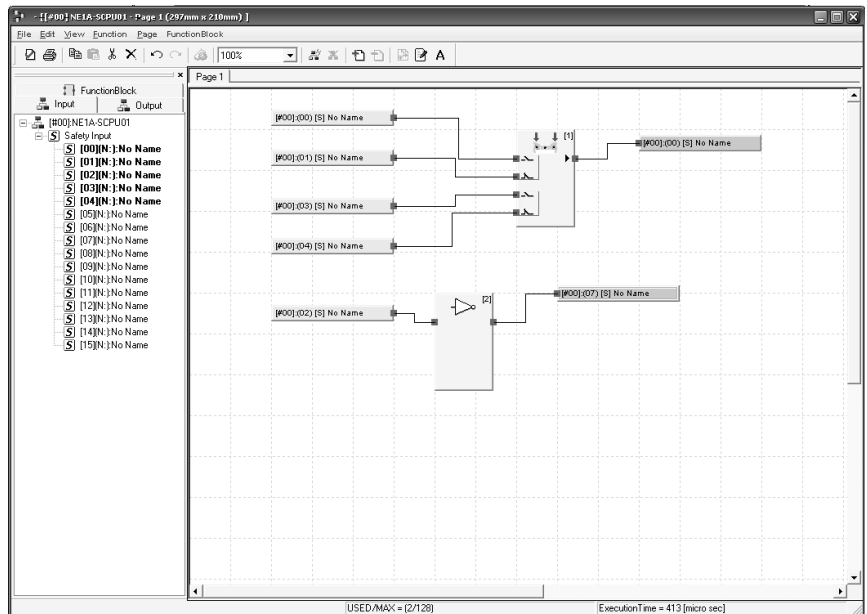 [#00] NE1A-SCPU01 - Page 1 (297mm x 210mm) ]
File Edit View Function Page FunctionBlock
100%
A
Page 1
FunctionBlock
Input
Output
[#00]:NE1A-SCPU01
Safety Input
S [00][N:]:No Name
S [01][N:]:No Name
S [02][N:]:No Name
S [03][N:]:No Name
S [04][N:]:No Name
S [05][N:]:No Name
S [06][N:]:No Name
S [07][N:]:No Name
S [08][N:]:No Name
S [09][N:]:No Name
S [10][N:]:No Name
S [11][N:]:No Name
S [12][N:]:No Name
S [13][N:]:No Name
S [14][N:]:No Name
S [15][N:]:No Name
[#00]:(00) [S] No Name
[1]
[#00]:(00) [S] No Name
[#00]:(01) [S] No Name
[#00]:(03) [S] No Name
[#00]:(04) [S] No Name
[2]
[#00]:(07) [S] No Name
[#00]:(02) [S] No Name
USED/MAX = (2/128)
ExecutionTime = 413 [micro sec]